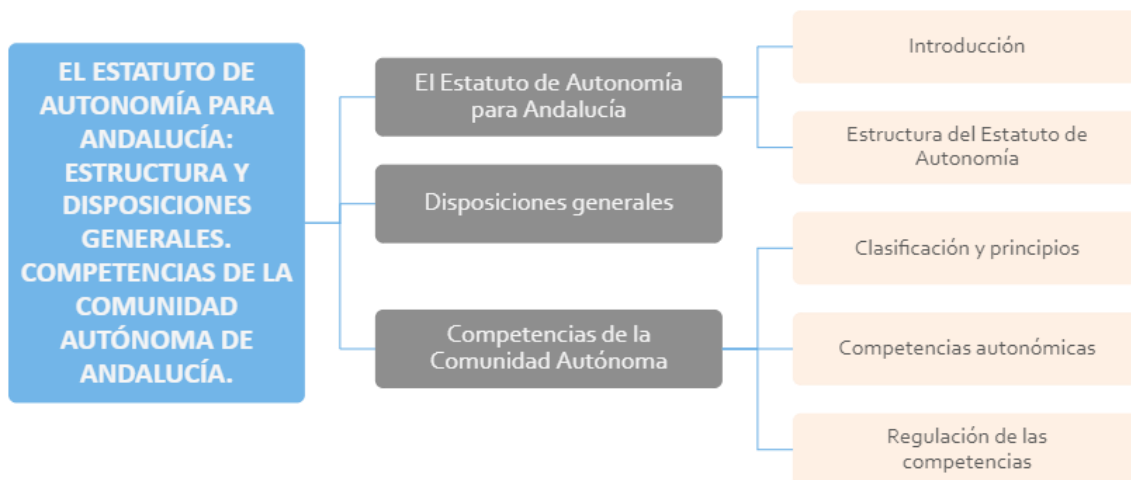 EL ESTATUTO DE
AUTONOMÍA PARA
ANDALUCÍA:
ESTRUCTURA Y
DISPOSICIONES
GENERALES.
COMPETENCIAS DE LA
COMUNIDAD
AUTÓNOMA DE
ANDALUCÍA.
El Estatuto de Autonomía
para Andalucía
Introducción
Estructura del Estatuto de
Autonomía
Disposiciones generales
Competencias de la
Comunidad Autónoma
Clasificación y principios
Competencias autonómicas
Regulación de las
competencias